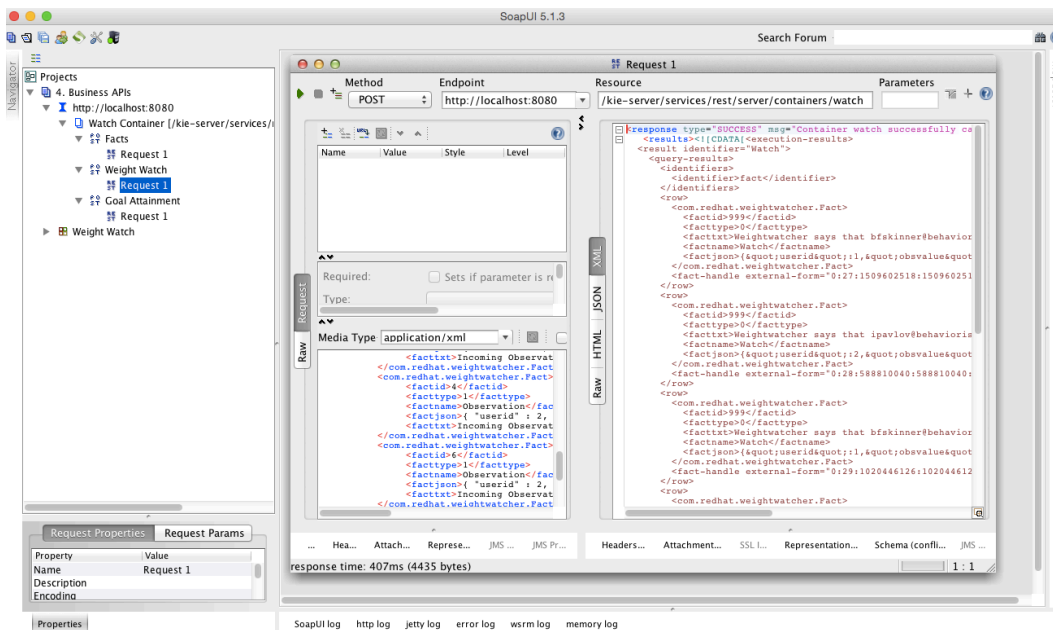 SoapUI 5.1.3
Search Forum
Navigator
Projects
4. Business APIs
http://localhost:8080
Watch Container [/kie-server/services/r
Facts
Request 1
Weight Watch
Request 1
Goal Attainment
Request 1
Weight Watch
Request Properties Request Params
Property Value
Name Request 1
Description
Encoding
Properties
Request 1
Method Endpoint Resource Parameters
POST http://localhost:8080 /kie-server/services/rest/server/containers/watch
Name Value Style Level
Required: Sets if parameter is re
Type:
Request
Raw
Media Type application/xml
<facttxt>Incoming Observat
</com.redhat.weightwatcher.Fact
<com.redhat.weightwatcher.Fact>
<factid>4</factid>
<facttype>1</facttype>
<factname>Observation</fac
<factjson>{ "userid" : 2,
<facttxt>Incoming Observat
</com.redhat.weightwatcher.Fact
<com.redhat.weightwatcher.Fact>
<factid>6</factid>
<facttype>1</facttype>
<factname>Observation</fac
<factjson>{ "userid" : 2,
<facttxt>Incoming Observat
</com.redhat.weightwatcher.Fact
XML
JSON
HTML
Raw
<response type="SUCCESS" msg="Container watch successfully ca
<results><![CDATA[<execution-results>
<result identifier="Watch">
<query-results>
<identifiers>
<identifier>fact</identifier>
</identifiers>
<row>
<com.redhat.weightwatcher.Fact>
<factid>999</factid>
<facttype>0</facttype>
<facttxt>Weightwatcher says that bfskinner@behavior
<factname>Watch</factname>
<factjson>{&quot;userid&quot;:1,&quot;obsvalue&quot
</com.redhat.weightwatcher.Fact>
<fact-handle external-form="0:27:1509602518:150960251
</row>
<row>
<com.redhat.weightwatcher.Fact>
<factid>999</factid>
<facttype>0</facttype>
<facttxt>Weightwatcher says that ipavlov@behavioris
<factname>Watch</factname>
<factjson>{&quot;userid&quot;:2,&quot;obsvalue&quot
</com.redhat.weightwatcher.Fact>
<fact-handle external-form="0:28:588810040:588810040:
</row>
<row>
<com.redhat.weightwatcher.Fact>
<factid>999</factid>
<facttype>0</facttype>
<facttxt>Weightwatcher says that bfskinner@behavior
<factname>Watch</factname>
<factjson>{&quot;userid&quot;:1,&quot;obsvalue&quot
</com.redhat.weightwatcher.Fact>
<fact-handle external-form="0:29:1020446126:102044612
</row>
<row>
<com.redhat.weightwatcher.Fact>
... Hea... Attach... Represe... JMS ... JMS Pr...
Headers... Attachment... SSL I... Representation... Schema (confli... JMS ...
response time: 407ms (4435 bytes) 1 : 1
SoapUI log http log jetty log error log wsrm log memory log